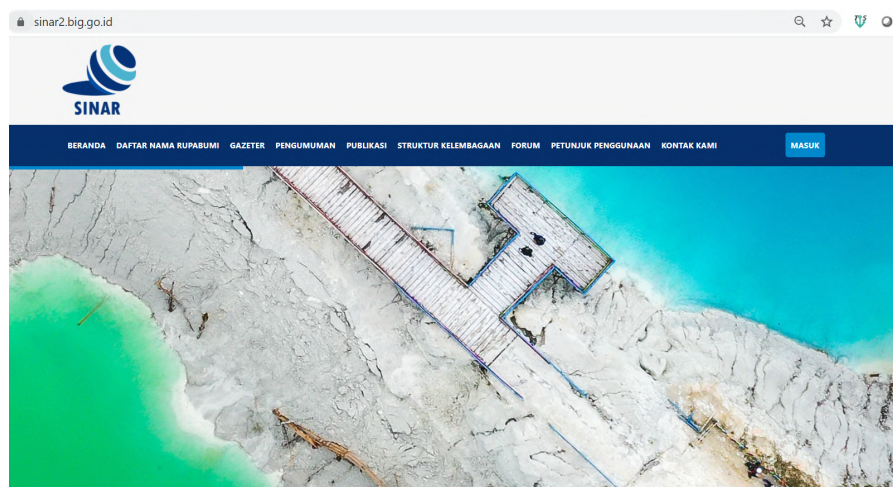 sinar2.big.go.id
SINAR
BERANDA DAFTAR NAMA RUPABUMI GAZETER PENGUMUMAN PUBLIKASI STRUKTUR KELEMBAGAAN FORUM PETUNJUK PENGGUNAAN KONTAK KAMI MASUK